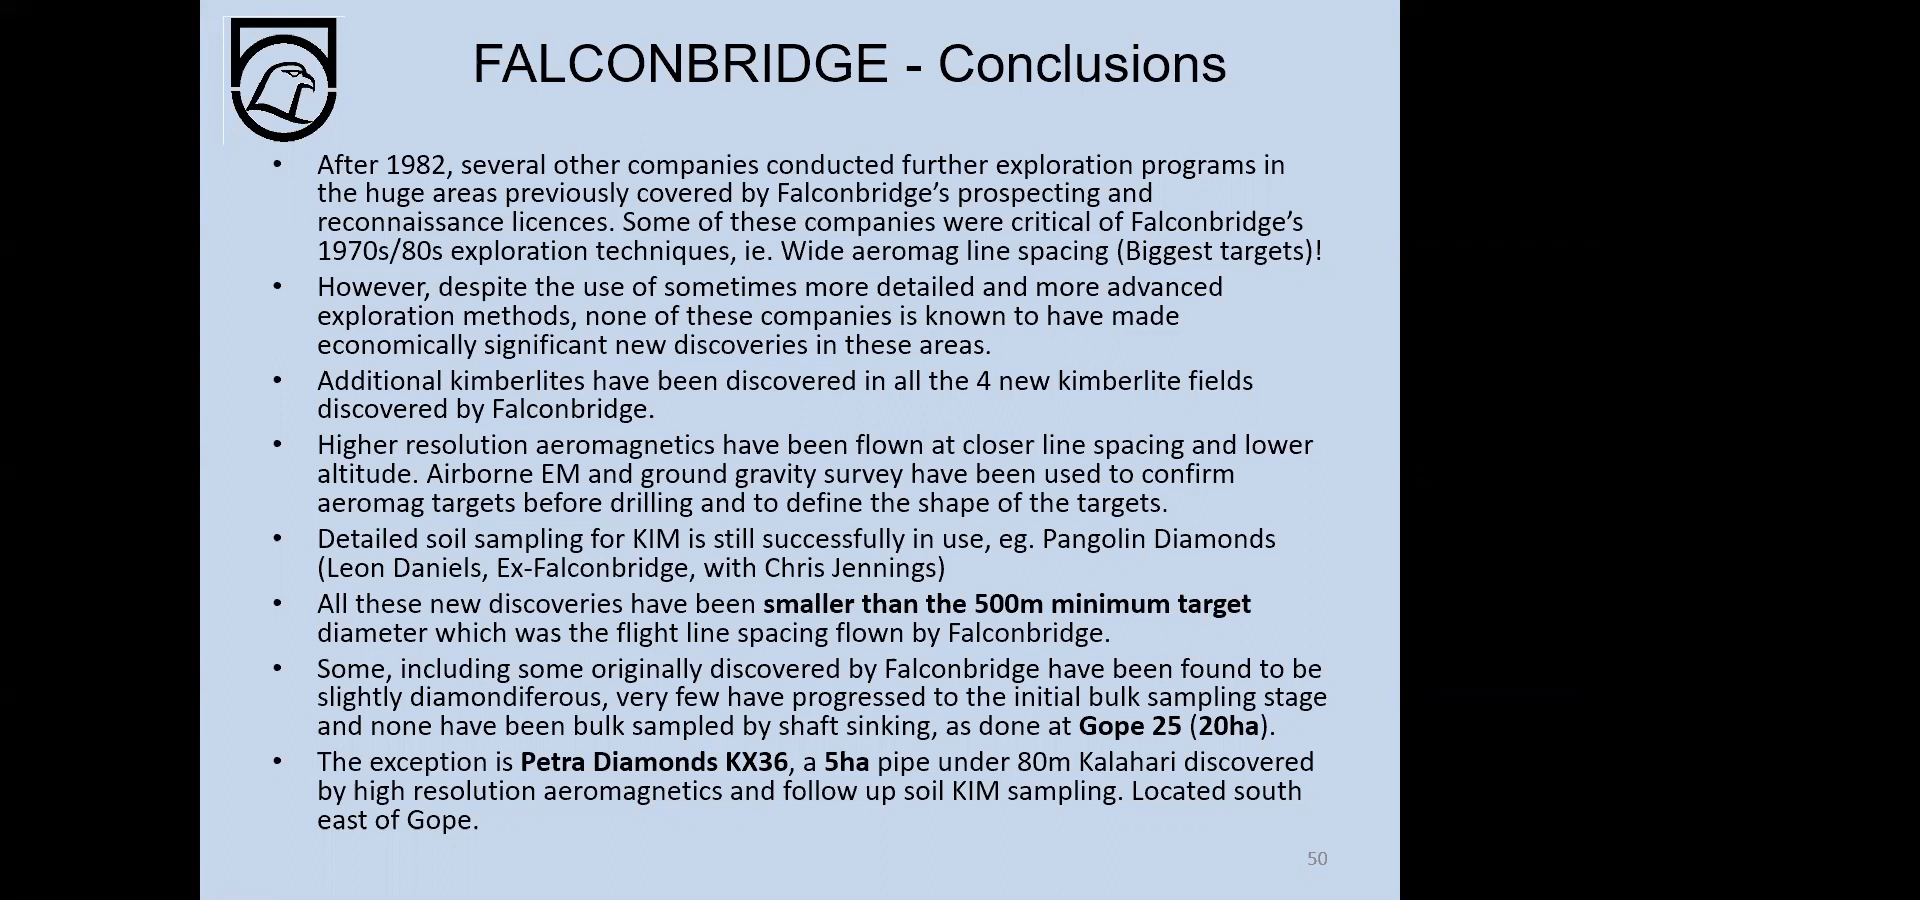 FALCONBRIDGE - Conclusions
• After 1982, several other companies conducted further exploration programs in
the huge areas previously covered by Falconbridge’s prospecting and
reconnaissance licences. Some of these companies were critical of Falconbridge’s
1970s/80s exploration techniques, ie. Wide aeromag line spacing (Biggest targets)!
• However, despite the use of sometimes more detailed and more advanced
exploration methods, none of these companies is known to have made
economically significant new discoveries in these areas.
• Additional kimberlites have been discovered in all the 4 new kimberlite fields
discovered by Falconbridge.
• Higher resolution aeromagnetics have been flown at closer line spacing and lower
altitude. Airborne EM and ground gravity survey have been used to confirm
aeromag targets before drilling and to define the shape of the targets.
• Detailed soil sampling for KIM is still successfully in use, eg. Pangolin Diamonds
(Leon Daniels, Ex-Falconbridge, with Chris Jennings)
• All these new discoveries have been smaller than the 500m minimum target
diameter which was the flight line spacing flown by Falconbridge.
• Some, including some originally discovered by Falconbridge have been found to be
slightly diamondiferous, very few have progressed to the initial bulk sampling stage
and none have been bulk sampled by shaft sinking, as done at Gope 25 (20ha).
• The exception is Petra Diamonds KX36, a 5ha pipe under 80m Kalahari discovered
by high resolution aeromagnetics and follow up soil KIM sampling. Located south
east of Gope.
50